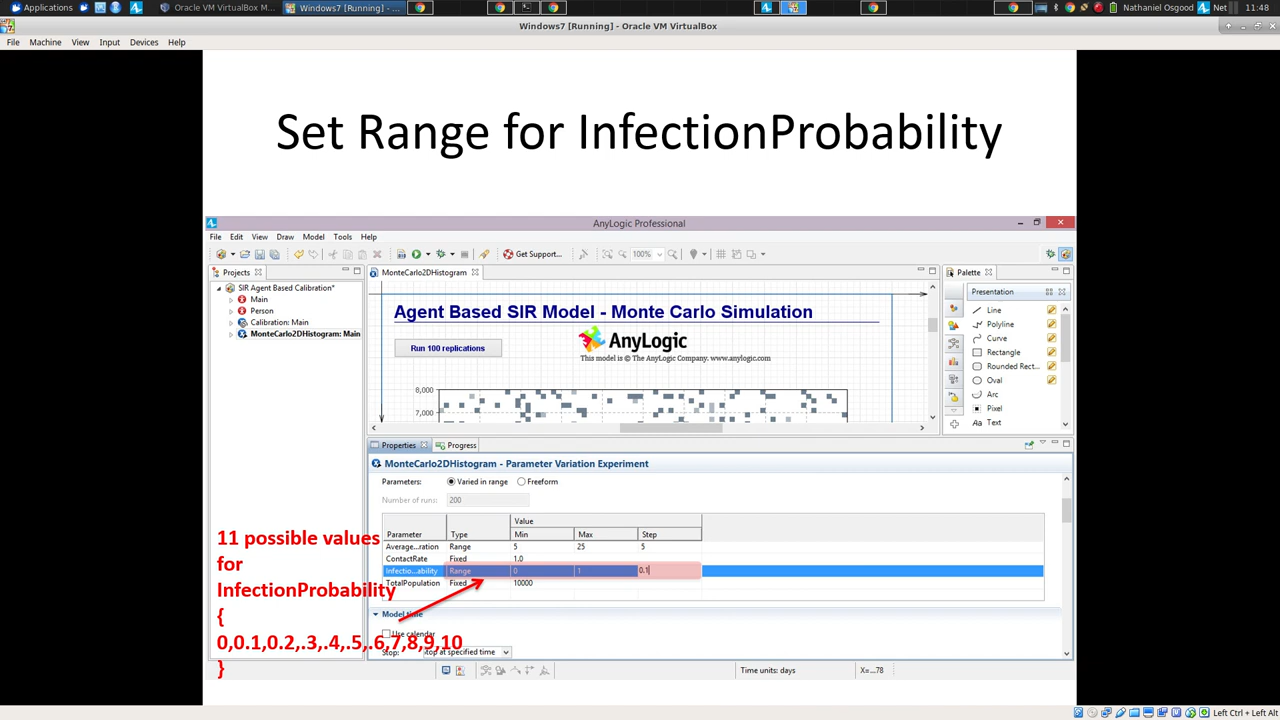 Applications
Oracle VM VirtualBox M...
Windows7 [Running] - ...
Nathaniel Osgood
Net
11:48
Windows7 [Running] - Oracle VM VirtualBox
File Machine View Input Devices Help
Set Range for InfectionProbability
AnyLogic Professional
File Edit View Draw Model Tools Help
100%
Get Support...
Projects
MonteCarlo2DHistogram
Palette
SIR Agent Based Calibration*
Main
Person
Calibration: Main
MonteCarlo2DHistogram: Main
Agent Based SIR Model - Monte Carlo Simulation
Run 100 replications
AnyLogic
This model is © The AnyLogic Company. www.anylogic.com
8,000
7,000
Presentation
Line
Polyline
Curve
Rectangle
Rounded Rect...
Oval
Arc
Pixel
Aa Text
Properties
Progress
MonteCarlo2DHistogram - Parameter Variation Experiment
Parameters: Varied in range Freeform
Number of runs: 200
Value
Parameter Type Min Max Step
Average...ration Range 5 25 5
ContactRate Fixed 1.0
Infectio...ability Range 0 1 0.1
TotalPopulation Fixed 10000
Model time
Use calendar
Stop: Stop at specified time
11 possible values
for
InfectionProbability
{
0,0.1,0.2,.3,.4,.5,.6,7,8,9,10
}
Time units: days
X=...78
Left Ctrl + Left Alt